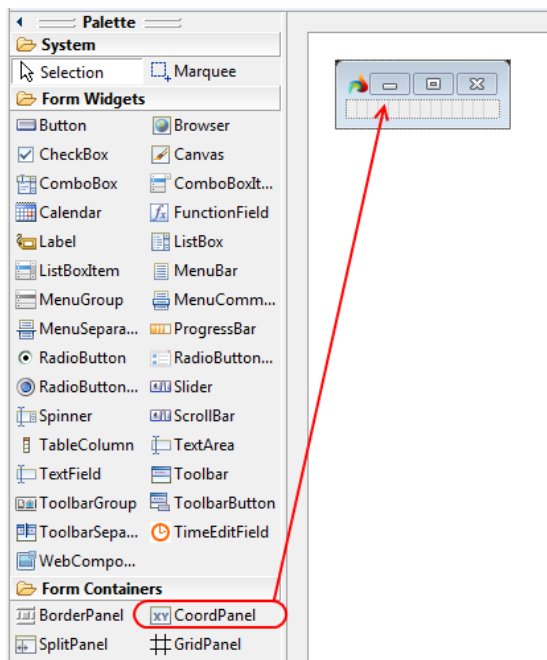 Palette
System
Selection Marquee
Form Widgets
Button Browser
CheckBox Canvas
ComboBox ComboBoxIt...
Calendar FunctionField
Label ListBox
ListBoxItem MenuBar
MenuGroup MenuComm...
MenuSepara... ProgressBar
RadioButton RadioButton...
RadioButton... Slider
Spinner ScrollBar
TableColumn TextArea
TextField Toolbar
ToolbarGroup ToolbarButton
ToolbarSepa... TimeEditField
WebCompo...
Form Containers
BorderPanel XY CoordPanel
SplitPanel GridPanel